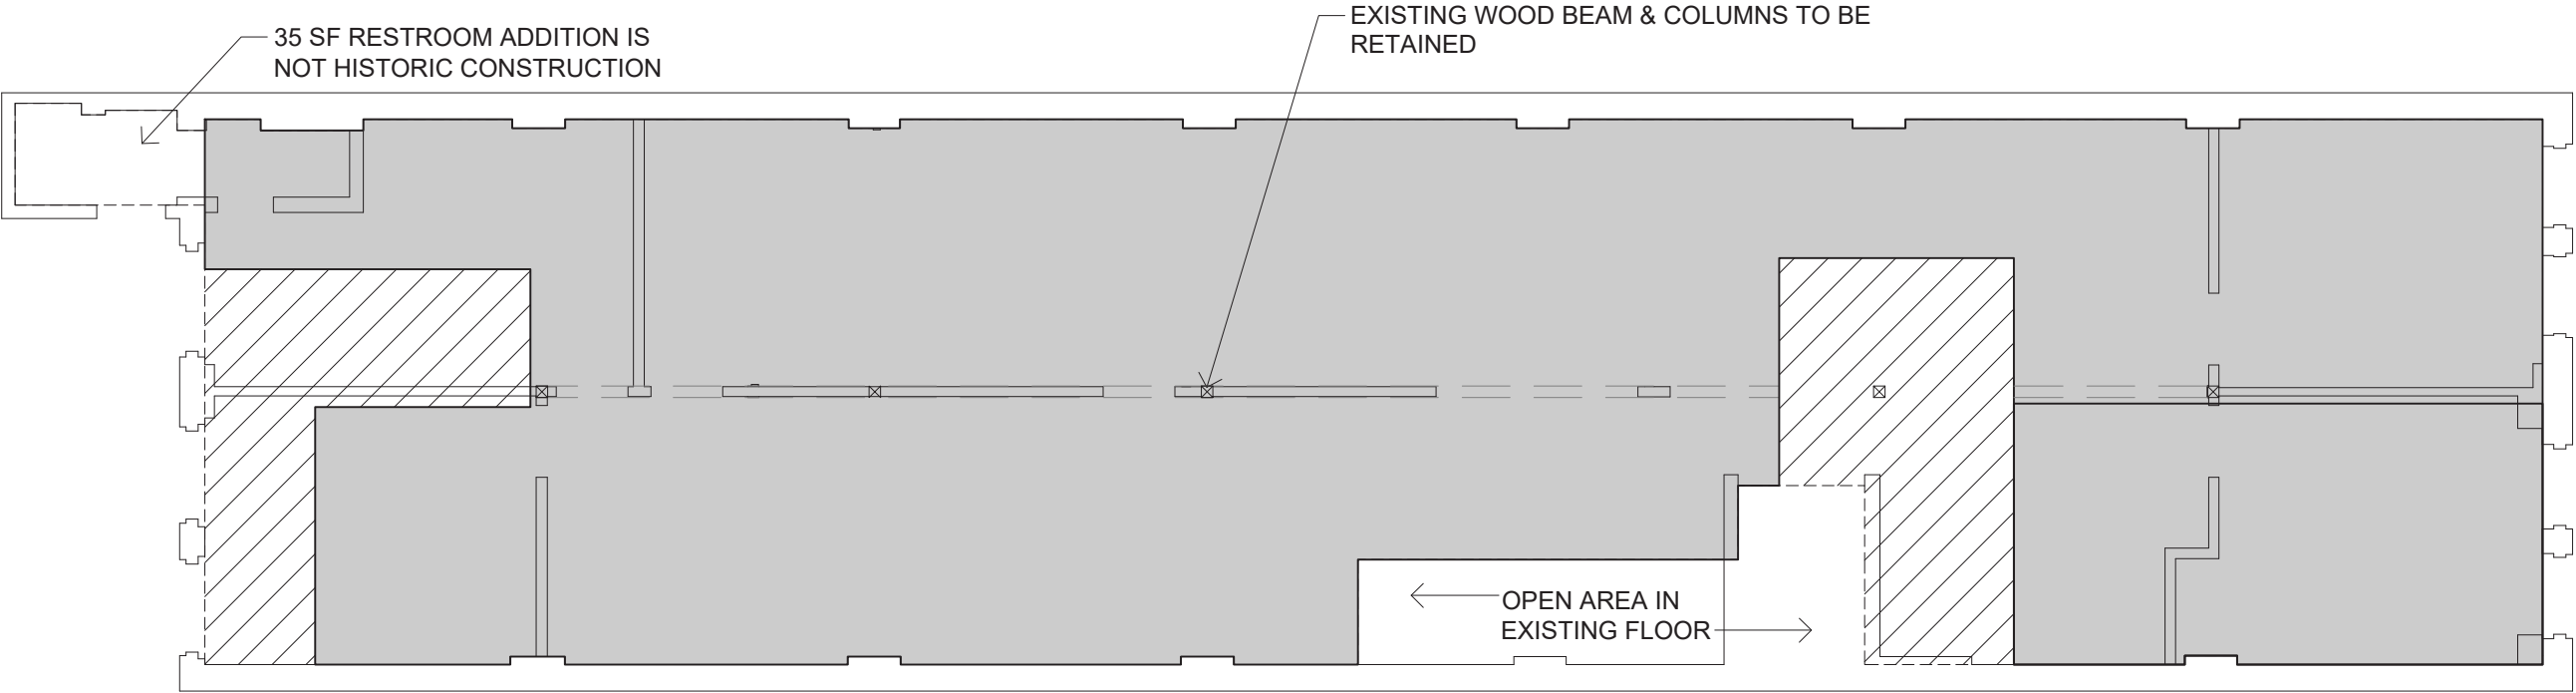 35 SF RESTROOM ADDITION IS
NOT HISTORIC CONSTRUCTION
EXISTING WOOD BEAM & COLUMNS TO BE
RETAINED
OPEN AREA IN
EXISTING FLOOR